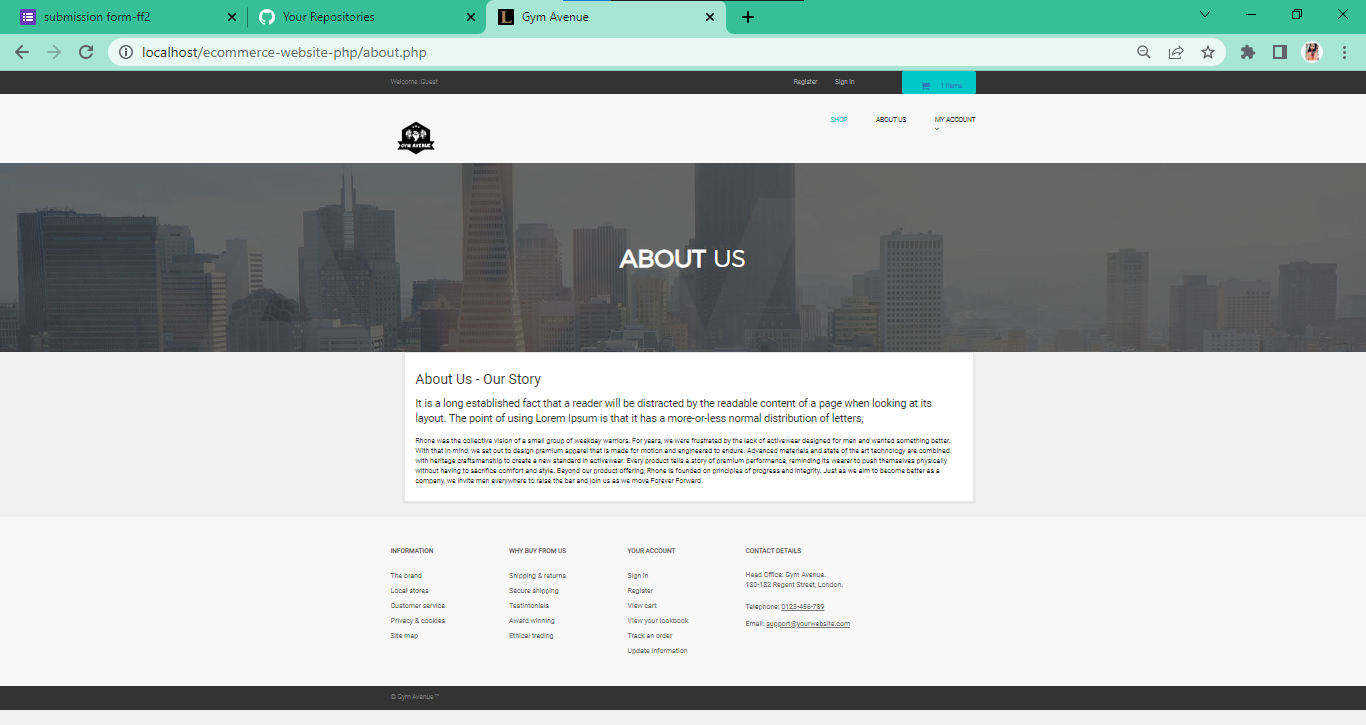 submission form-ff2
Your Repositories
Gym Avenue
localhost/ecommerce-website-php/about.php
Welcome :Guest
Register
Sign In
1 items
GYM AVENUE
SHOP
ABOUT US
MY ACCOUNT
ABOUT US
About Us - Our Story
It is a long established fact that a reader will be distracted by the readable content of a page when looking at its
layout. The point of using Lorem Ipsum is that it has a more-or-less normal distribution of letters,
Rhone was the collective vision of a small group of weekday warriors. For years, we were frustrated by the lack of activewear designed for men and wanted something better.
With that in mind, we set out to design premium apparel that is made for motion and engineered to endure. Advanced materials and state of the art technology are combined
with heritage craftsmanship to create a new standard in activewear. Every product tells a story of premium performance, reminding its wearer to push themselves physically
without having to sacrifice comfort and style. Beyond our product offering, Rhone is founded on principles of progress and integrity. Just as we aim to become better as a
company, we invite men everywhere to raise the bar and join us as we move Forever Forward.
INFORMATION
The brand
Local stores
Customer service
Privacy & cookies
Site map
WHY BUY FROM US
Shipping & returns
Secure shipping
Testimonials
Award winning
Ethical trading
YOUR ACCOUNT
Sign in
Register
View cart
View your lookbook
Track an order
Update information
CONTACT DETAILS
Head Office: Gym Avenue.
180-182 Regent Street, London.
Telephone: 0123-456-789
Email: support@yourwebsite.com
© Gym Avenue ™